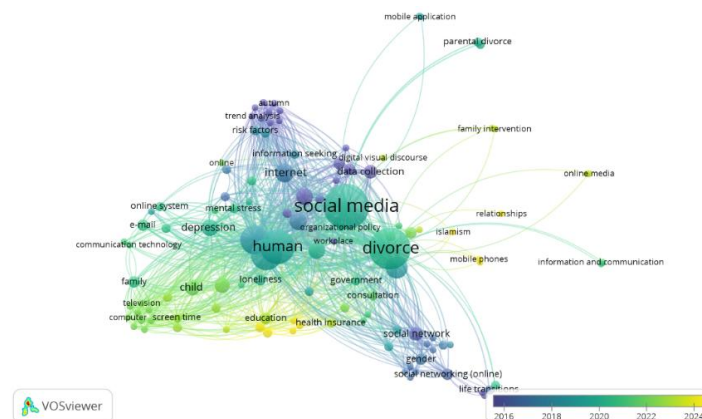 mobile application
parental divorce
autumn
trend analysis
risk factors
family intervention
online
information seeking
digital visual discourse
internet
data collection
online media
online system
mental stress
social media
relationships
e-mail
depression
organizational policy
islamism
communication technology
human
workplace
divorce
mobile phones
information and communication
family
loneliness
government
child
consultation
television
computer
screen time
education
health insurance
social network
gender
social networking (online)
life transitions
VOSviewer
2016 2018 2020 2022 2024